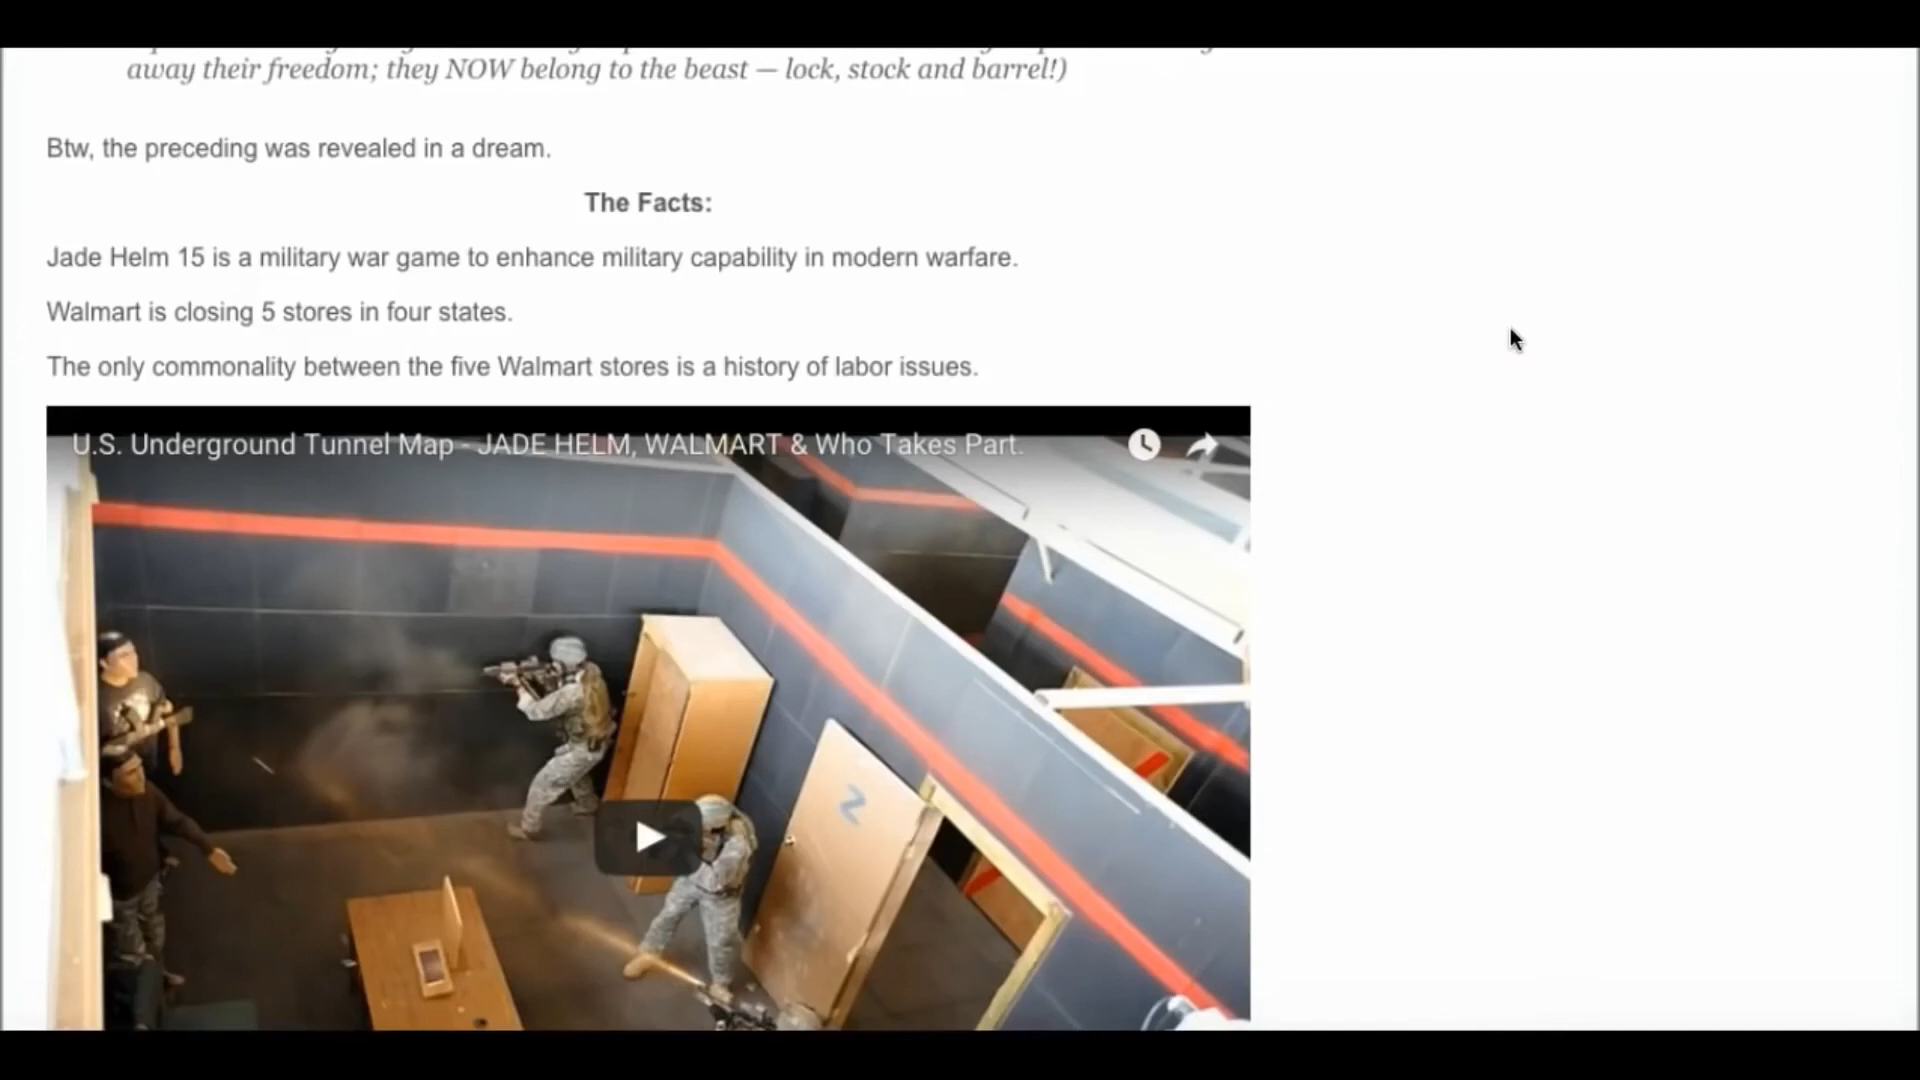 away their freedom; they NOW belong to the beast — lock, stock and barrel!)
Btw, the preceding was revealed in a dream.
The Facts:
Jade Helm 15 is a military war game to enhance military capability in modern warfare.
Walmart is closing 5 stores in four states.
The only commonality between the five Walmart stores is a history of labor issues.
U.S. Underground Tunnel Map - JADE HELM, WALMART & Who Takes Part.
Z